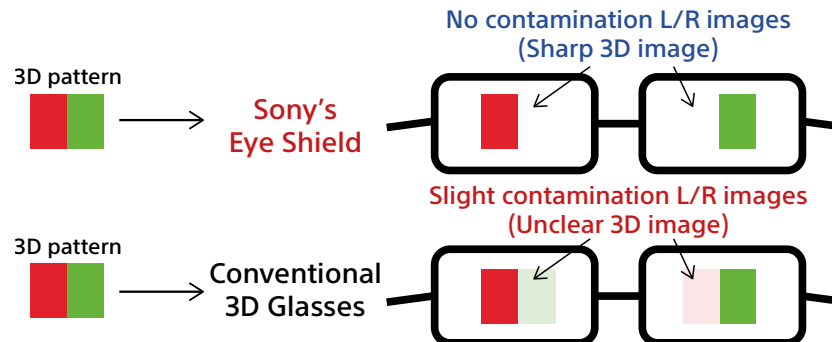 No contamination L/R images
(Sharp 3D image)
3D pattern
Sony’s
Eye Shield
Slight contamination L/R images
(Unclear 3D image)
3D pattern
Conventional
3D Glasses